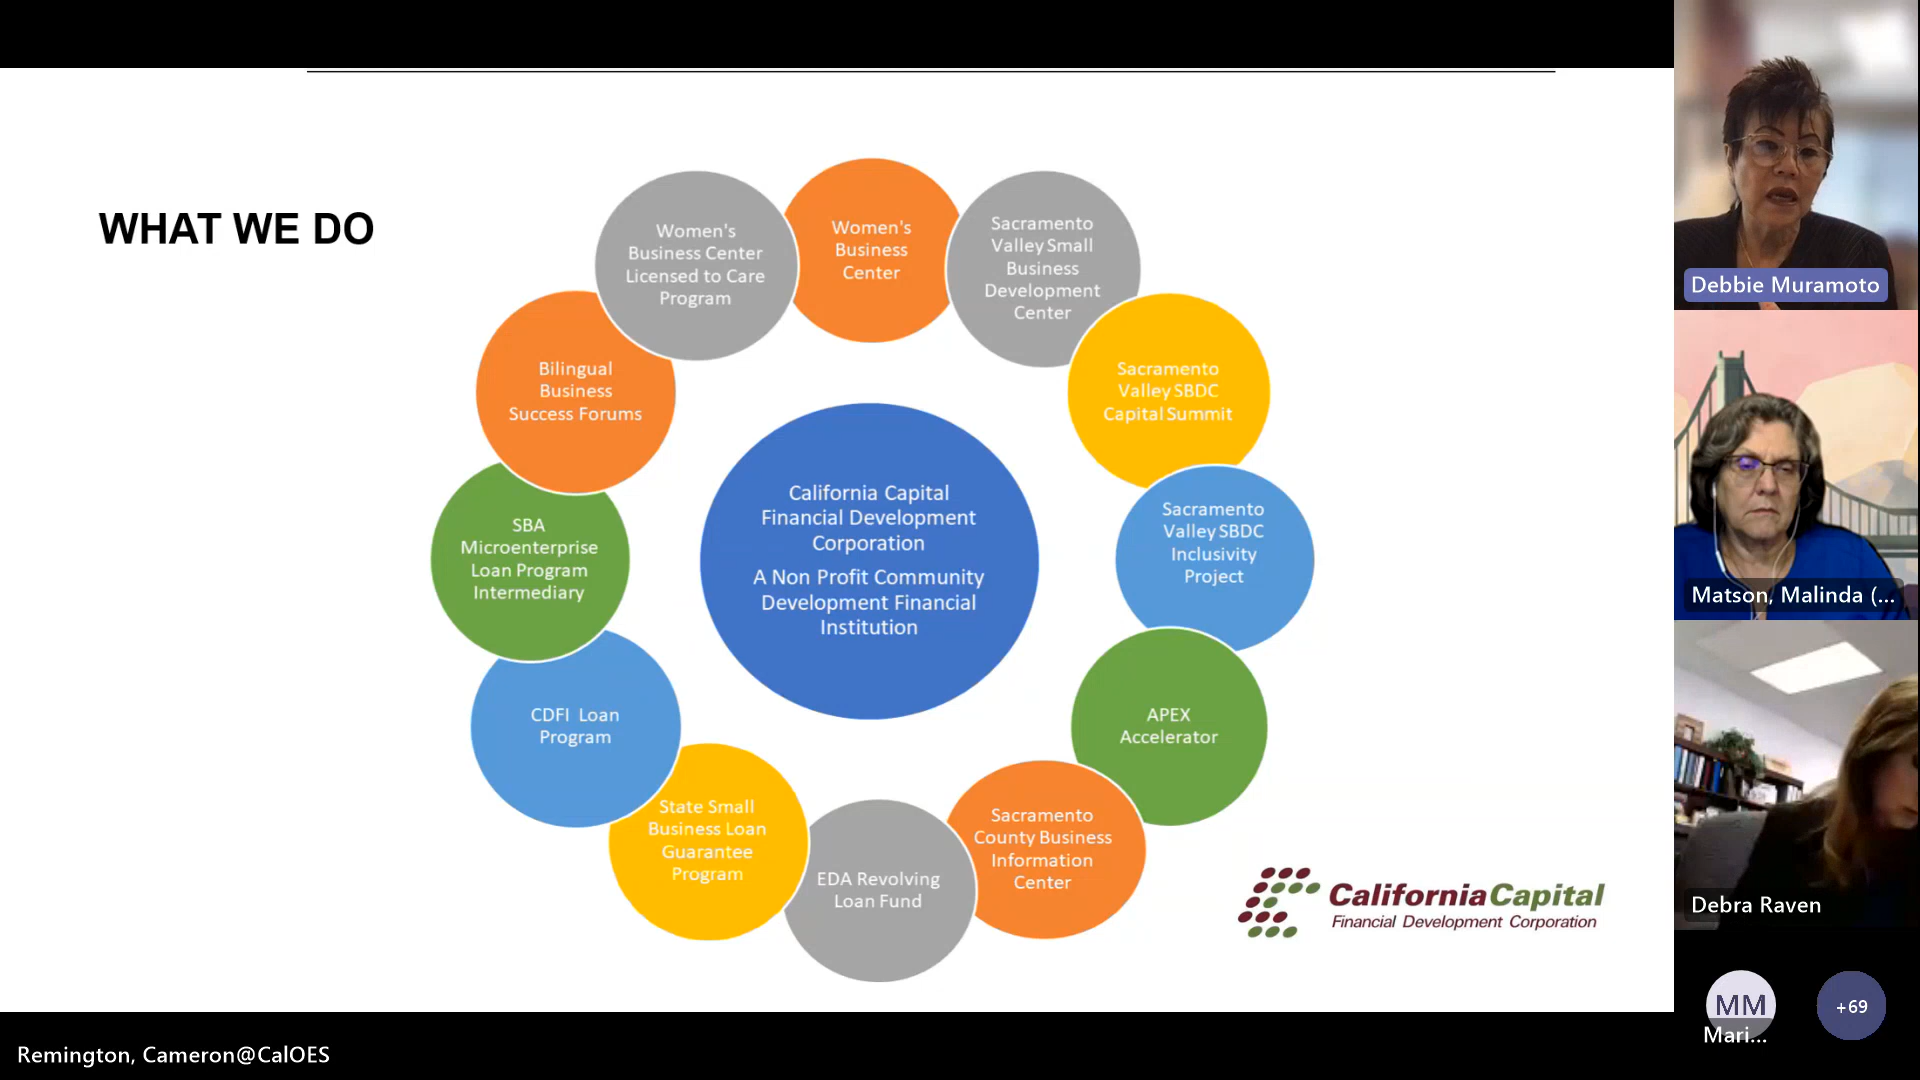 WHAT WE DO
Women's
Business Center
Licensed to Care
Program
Women's
Business
Center
Sacramento
Valley Small
Business
Development
Center
Bilingual
Business
Success Forums
Sacramento
Valley SBDC
Capital Summit
SBA
Microenterprise
Loan Program
Intermediary
California Capital
Financial Development
Corporation
A Non Profit Community
Development Financial
Institution
Sacramento
Valley SBDC
Inclusivity
Project
CDFI Loan
Program
APEX
Accelerator
State Small
Business Loan
Guarantee
Program
EDA Revolving
Loan Fund
Sacramento
County Business
Information
Center
CaliforniaCapital
Financial Development Corporation
Debbie Muramoto
Matson, Malinda (...
Debra Raven
MM
Mari...
+69
Remington, Cameron@CalOES